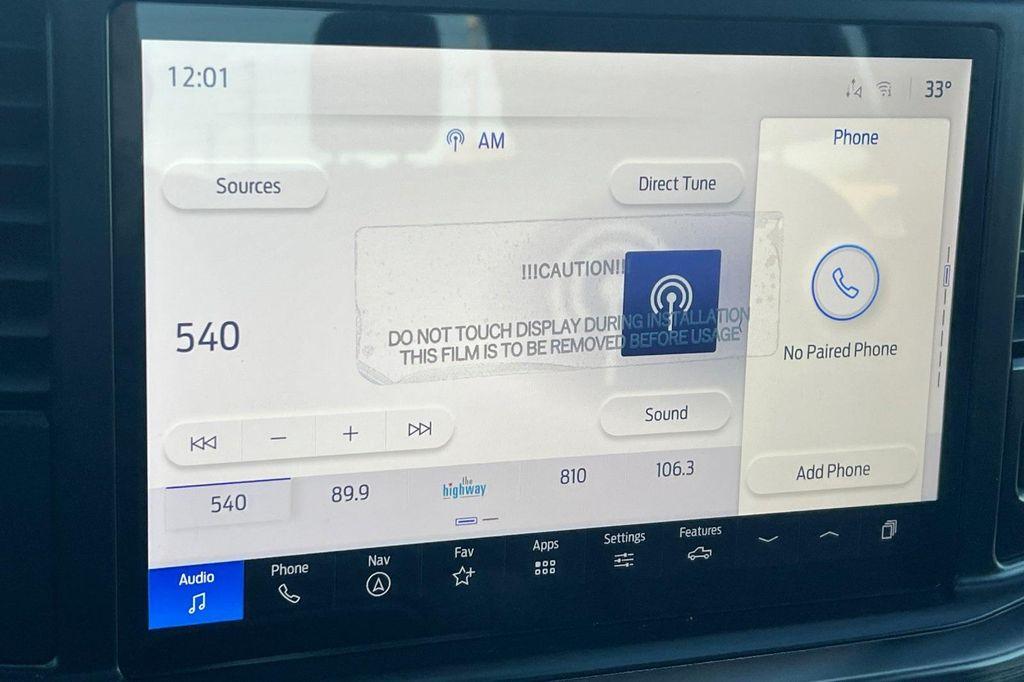 12:01
33°
AM
Phone
Sources
Direct Tune
!!!CAUTION!!!
540
DO NOT TOUCH DISPLAY DURING INSTALLATION
THIS FILM IS TO BE REMOVED BEFORE USAGE
No Paired Phone
Sound
Add Phone
540
89.9
the
highway
810
106.3
Audio
Phone
Nav
Fav
Apps
Settings
Features